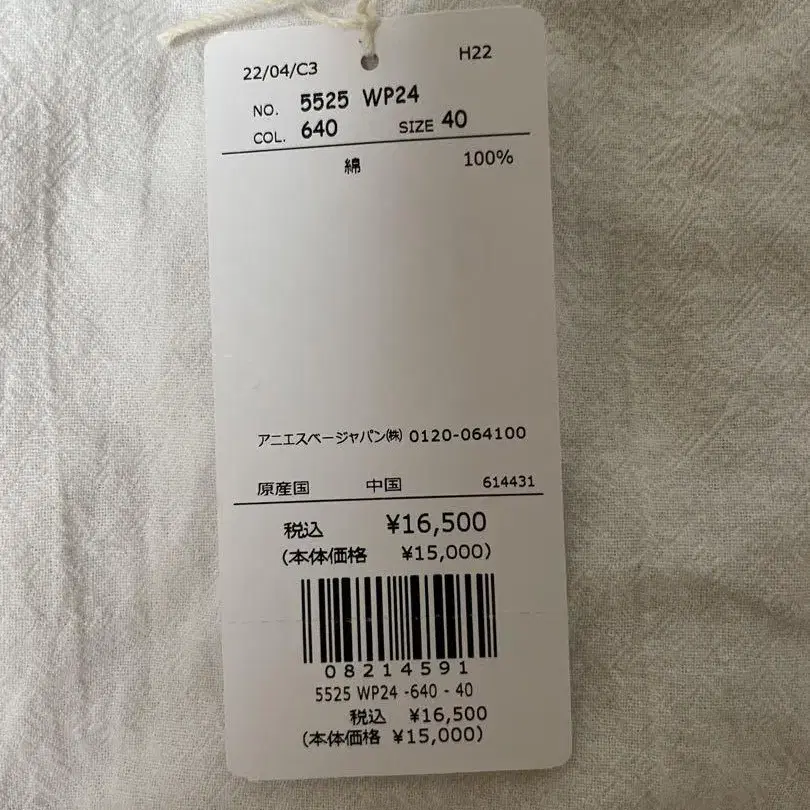 22/04/C3 H22
NO. 5525 WP24
COL. 640 SIZE 40
綿 100%
アニエスベージャパン㈱ 0120-064100
原産国 中国 614431
税込 ¥16,500
(本体価格 ¥15,000)
08214591
5525 WP24 -640 - 40
税込 ¥16,500
(本体価格 ¥15,000)